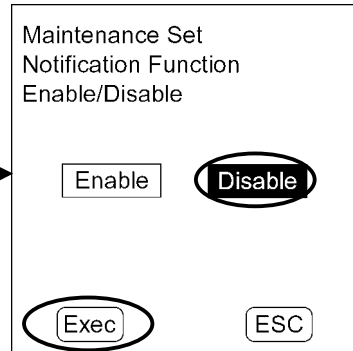 Maintenance Set
Notification Function
Enable/Disable
Enable Disable
Exec ESC